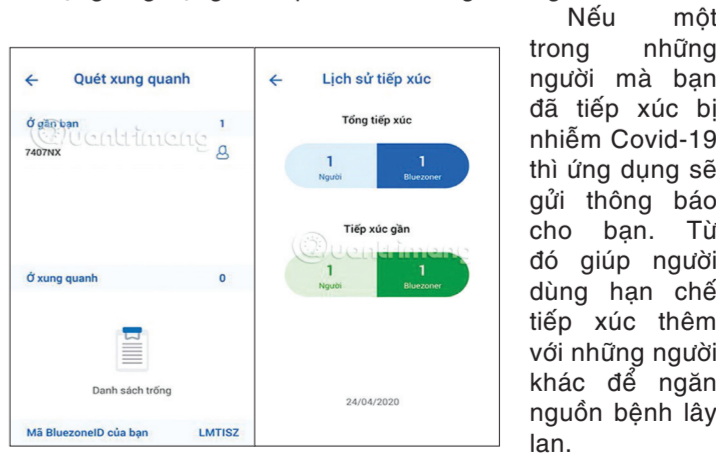 Quét xung quanh
Ở gần bạn 1
7407NX
Ở xung quanh 0
Danh sách trống
Mã BluezoneID của bạn LMTISZ
Lịch sử tiếp xúc
Tổng tiếp xúc
1 1
Người Bluezoner
Tiếp xúc gần
1 1
Người Bluezoner
24/04/2020
Quantrimang
Quantrimang
Nếu một
trong những
người mà bạn
đã tiếp xúc bị
nhiễm Covid-19
thì ứng dụng sẽ
gửi thông báo
cho bạn. Từ
đó giúp người
dùng hạn chế
tiếp xúc thêm
với những người
khác để ngăn
nguồn bệnh lây
lan.